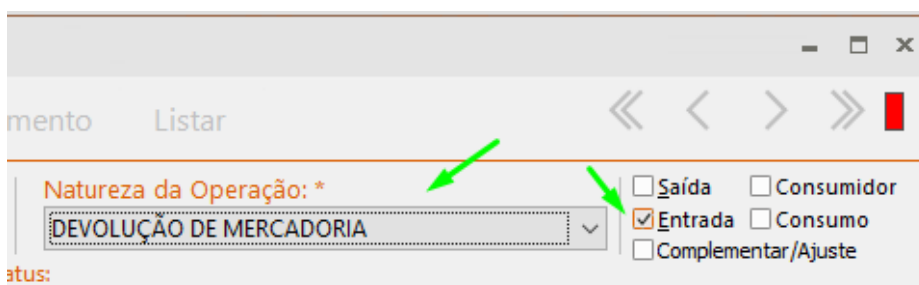 mento Listar
Natureza da Operação: *
DEVOLUÇÃO DE MERCADORIA
Saída Consumidor
Entrada Consumo
Complementar/Ajuste
atus: